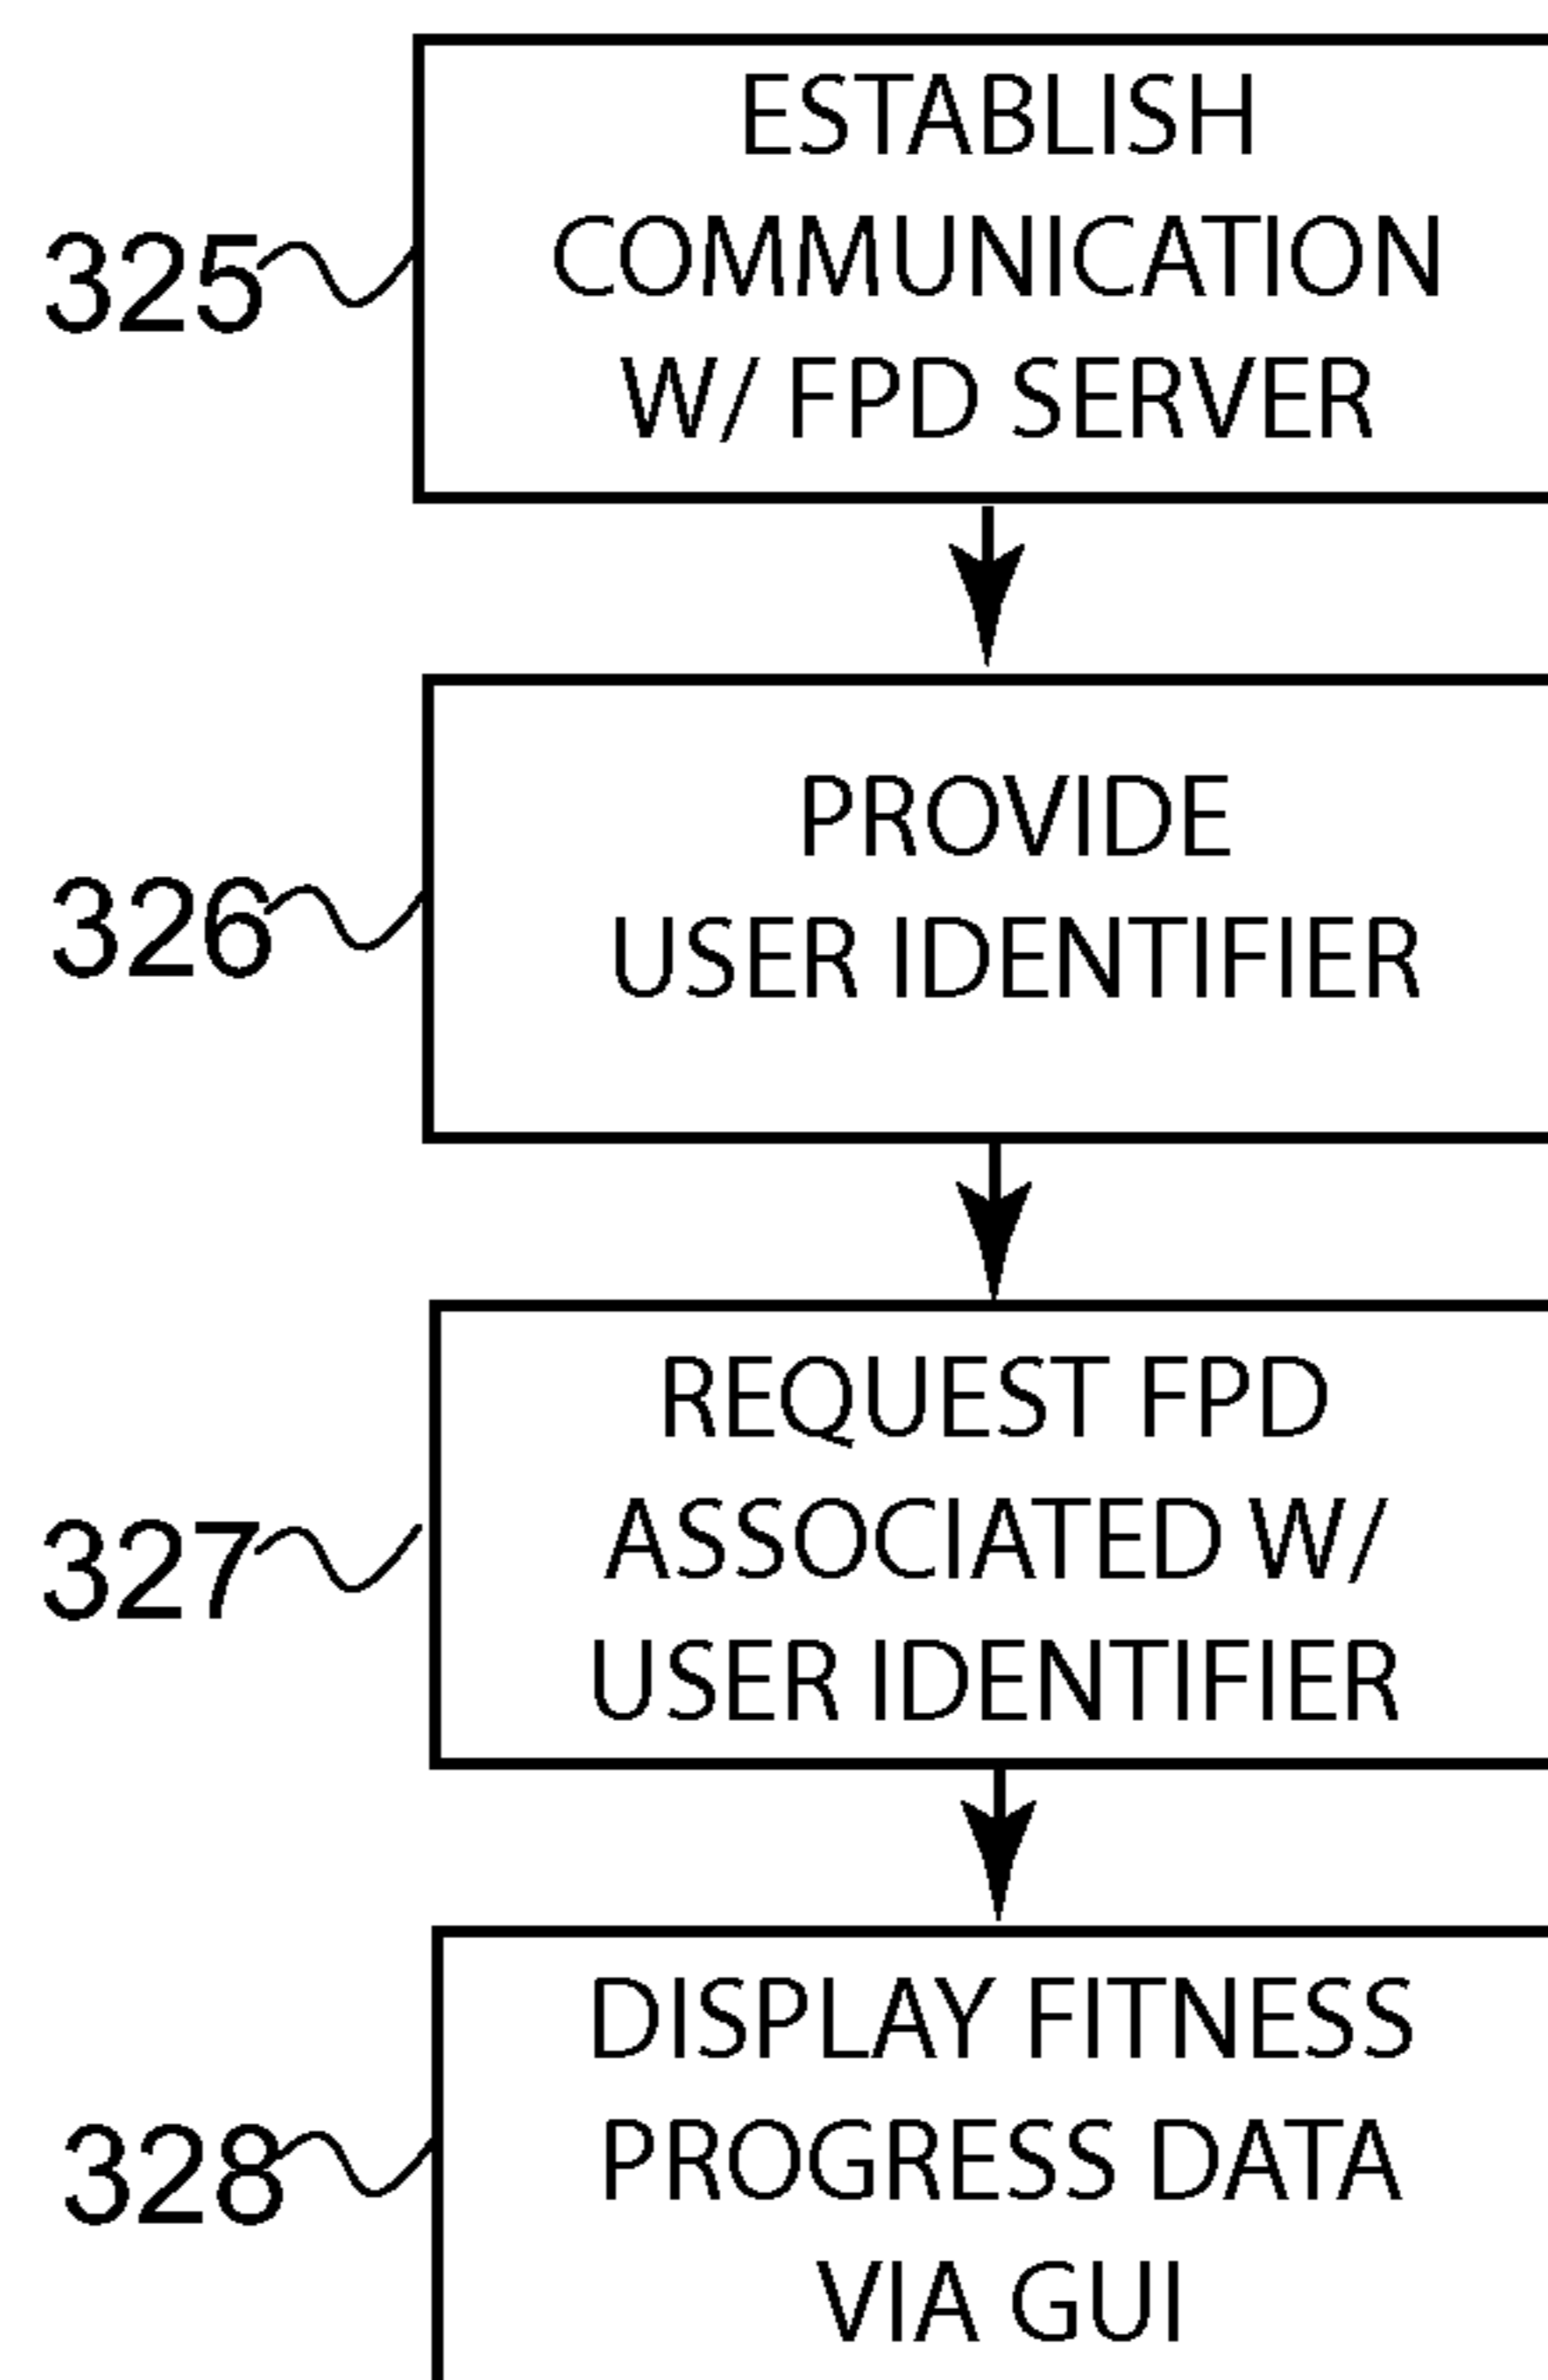 ESTABLISH
COMMUNICATION
W/ FPD SERVER
325
PROVIDE
USER IDENTIFIER
326
REQUEST FPD
ASSOCIATED W/
USER IDENTIFIER
327
DISPLAY FITNESS
PROGRESS DATA
VIA GUI
328